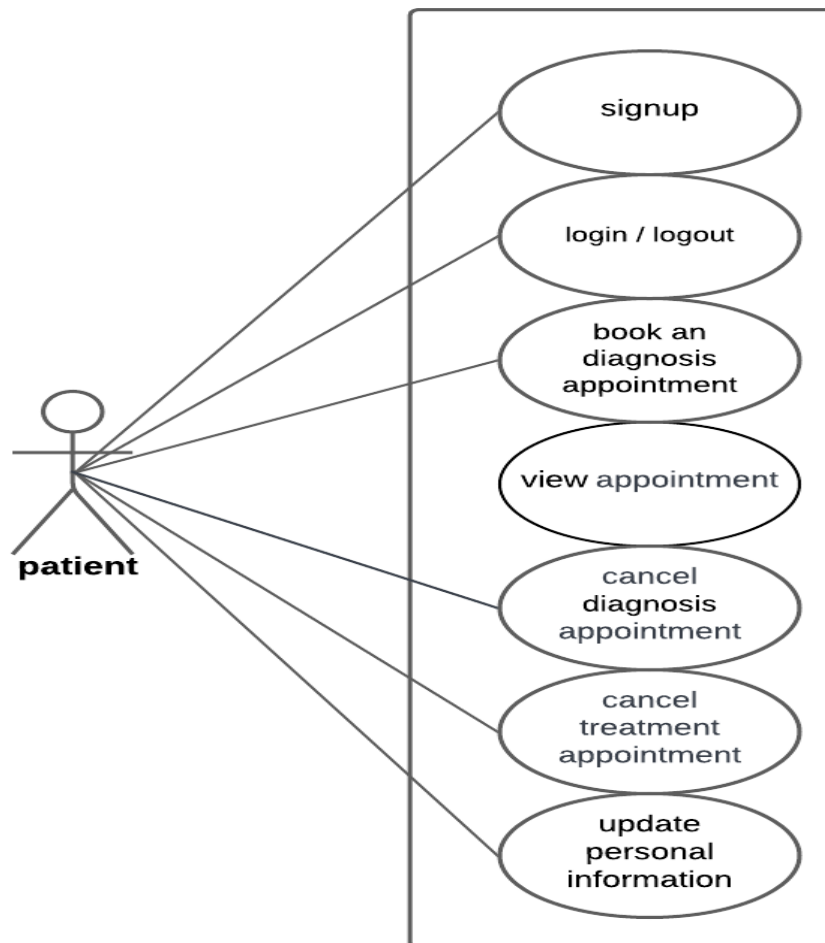 signup
login / logout
book an
diagnosis
appointment
view appointment
cancel
diagnosis
appointment
cancel
treatment
appointment
update
personal
information
patient